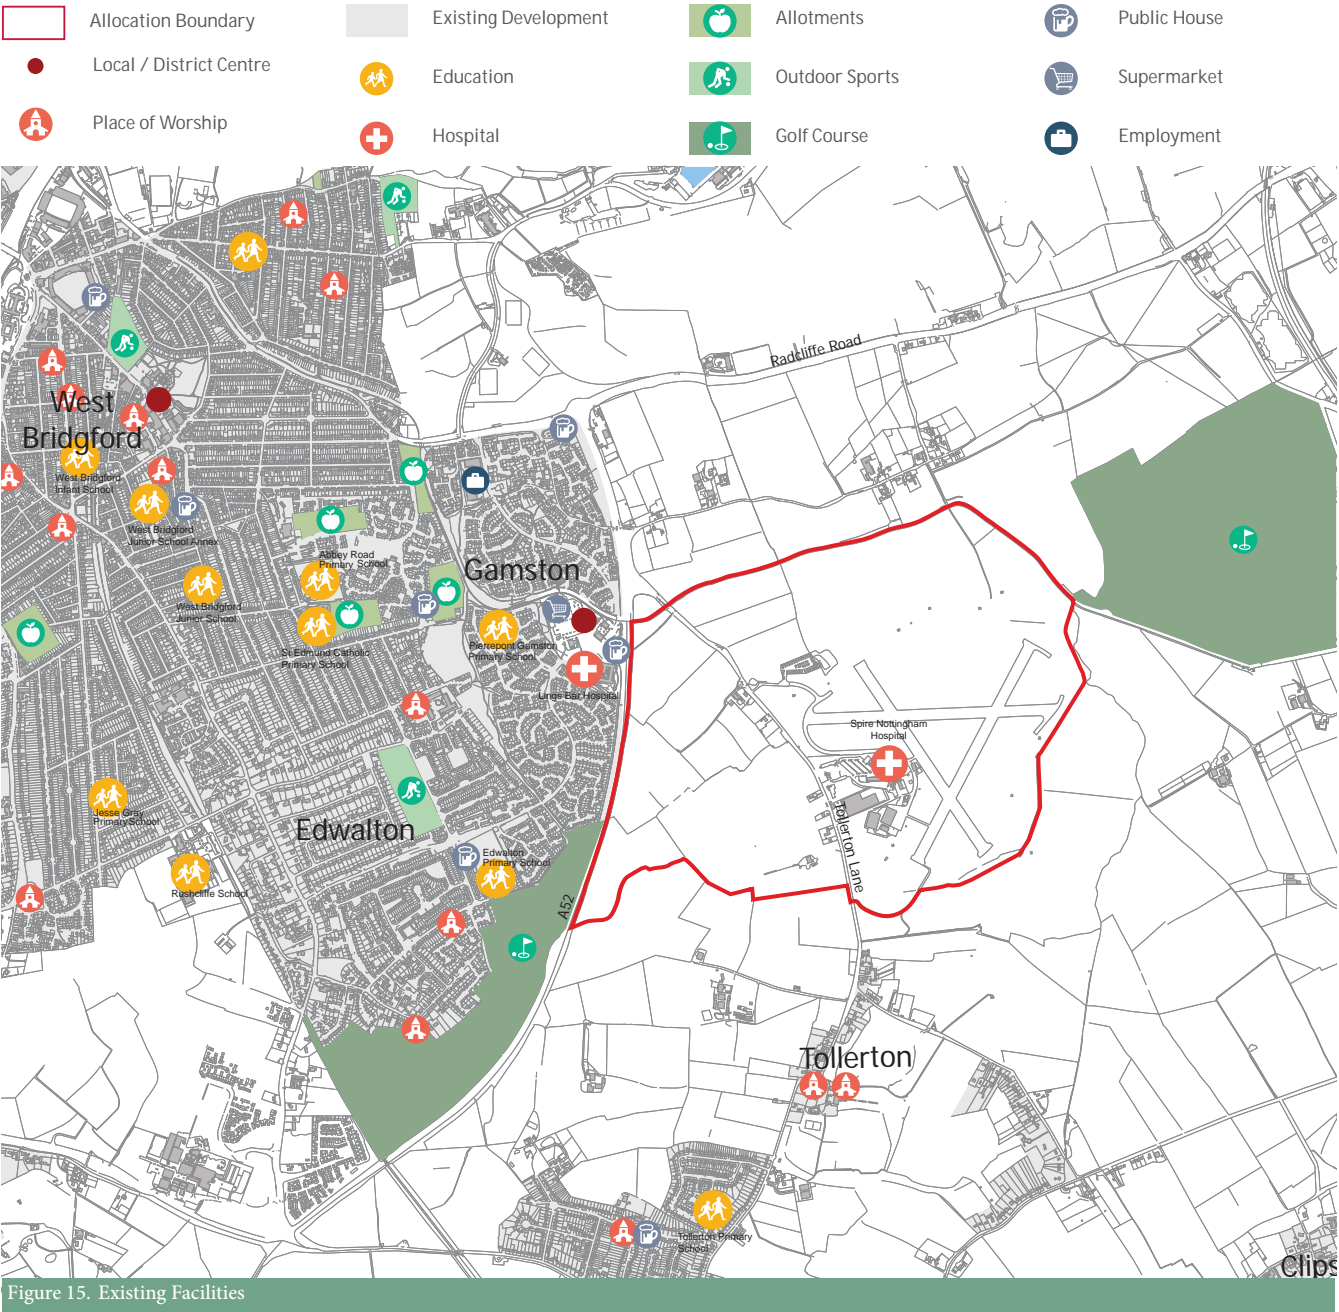 Allocation Boundary
Existing Development
Allotments
Public House
Local / District Centre
Education
Outdoor Sports
Supermarket
Place of Worship
Hospital
Golf Course
Employment
Radcliffe Road
West
Bridgford
West Bridgford
Infant School
West Bridgford
Junior School Annex
Abbey Road
Primary School
Gamston
West Bridgford
Junior School
St Edmund Catholic
Primary School
Pierrepont Gamston
Primary School
Lings Bar Hospital
Spire Nottingham
Hospital
Jesse Gray
Primary School
Edwalton
Tollerton Lane
Edwalton
Primary School
Rushcliffe School
A52
Tollerton
Tollerton Primary
School
Clips
Figure 15. Existing Facilities